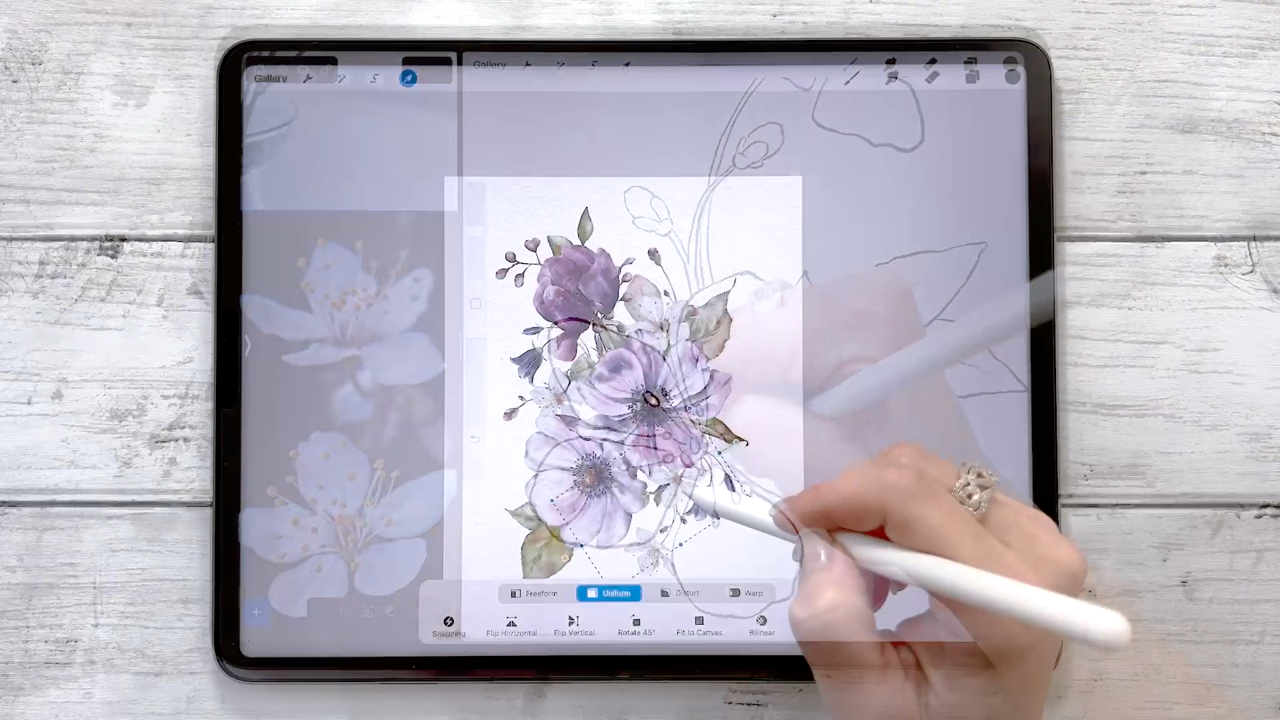 Gallery
Gallery
Freeform Uniform Distort Warp
Snapping Flip Horizontal Flip Vertical Rotate 45° Fit to Canvas Bilinear